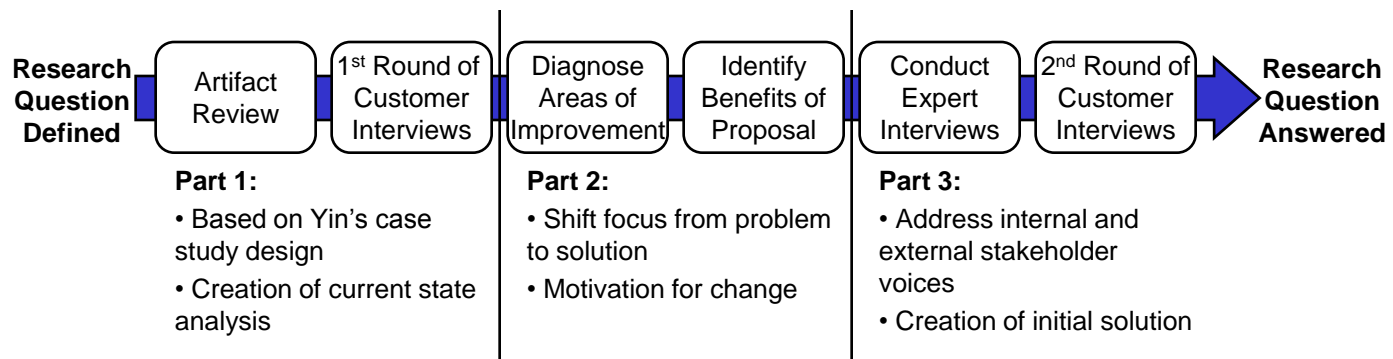 Research
Question
Defined
Artifact
Review
1st Round of
Customer
Interviews
Diagnose
Areas of
Improvement
Identify
Benefits of
Proposal
Conduct
Expert
Interviews
2nd Round of
Customer
Interviews
Research
Question
Answered
Part 1:
• Based on Yin’s case
study design
• Creation of current state
analysis
Part 2:
• Shift focus from problem
to solution
• Motivation for change
Part 3:
• Address internal and
external stakeholder
voices
• Creation of initial solution